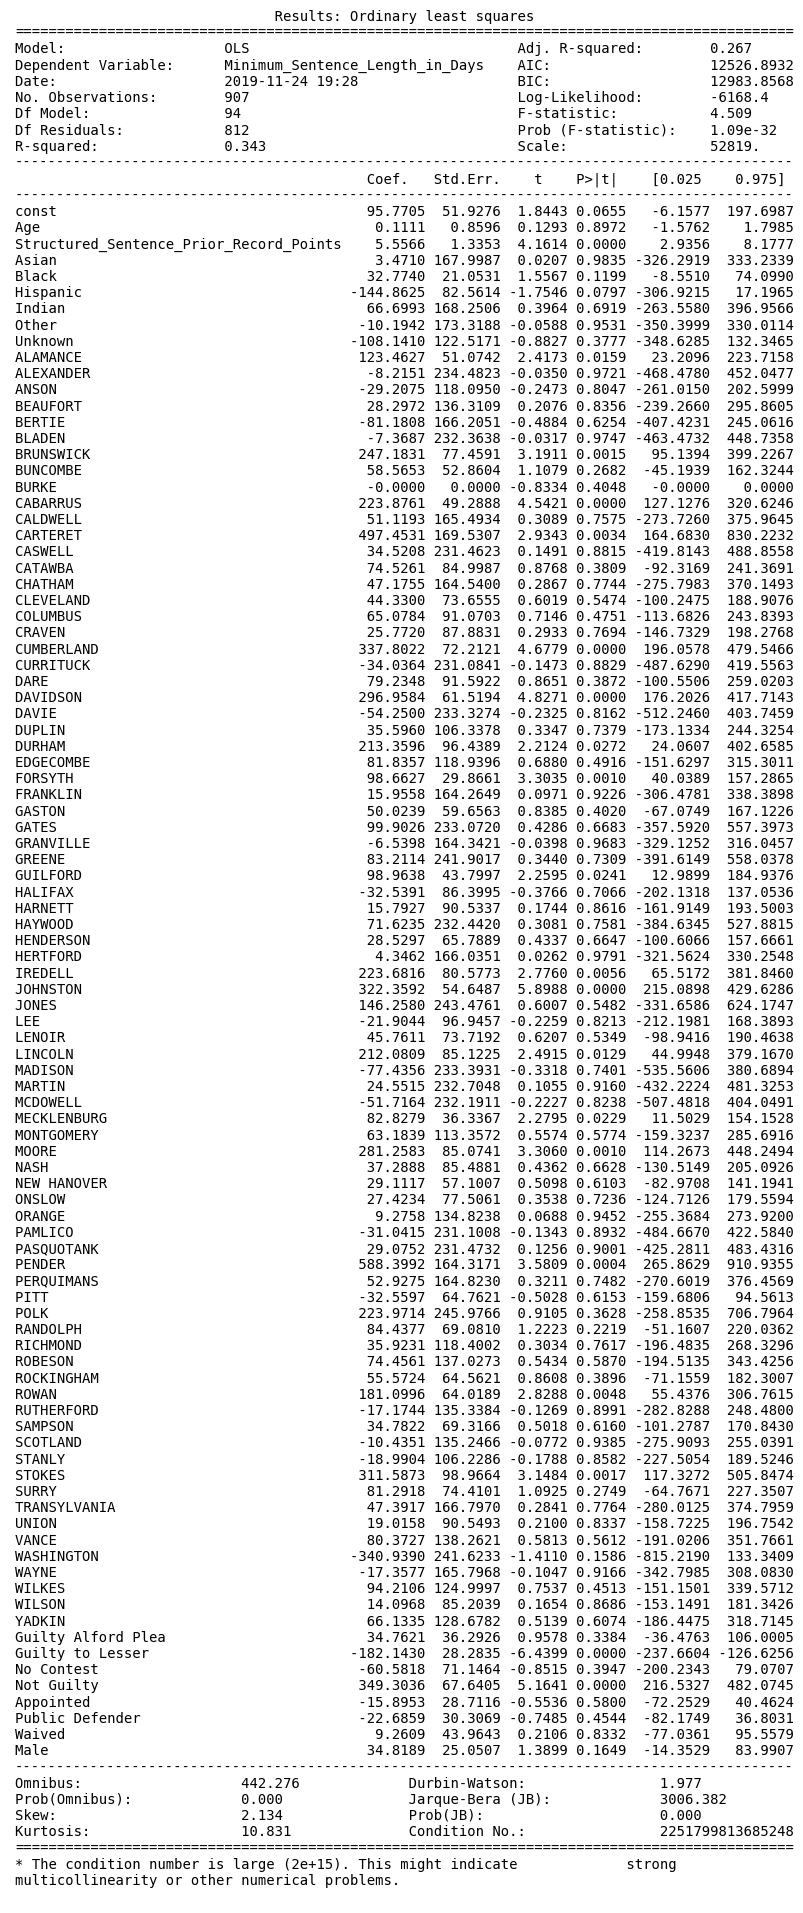 Results: Ordinary least squares
==============================================================================================
Model: OLS Adj. R-squared: 0.267
Dependent Variable: Minimum_Sentence_Length_in_Days AIC: 12526.8932
Date: 2019-11-24 19:28 BIC: 12983.8568
No. Observations: 907 Log-Likelihood: -6168.4
Df Model: 94 F-statistic: 4.509
Df Residuals: 812 Prob (F-statistic): 1.09e-32
R-squared: 0.343 Scale: 52819.
----------------------------------------------------------------------------------------------
Coef. Std.Err. t P>|t| [0.025 0.975]
----------------------------------------------------------------------------------------------
const 95.7705 51.9276 1.8443 0.0655 -6.1577 197.6987
Age 0.1111 0.8596 0.1293 0.8972 -1.5762 1.7985
Structured_Sentence_Prior_Record_Points 5.5566 1.3353 4.1614 0.0000 2.9356 8.1777
Asian 3.4710 167.9987 0.0207 0.9835 -326.2919 333.2339
Black 32.7740 21.0531 1.5567 0.1199 -8.5510 74.0990
Hispanic -144.8625 82.5614 -1.7546 0.0797 -306.9215 17.1965
Indian 66.6993 168.2506 0.3964 0.6919 -263.5580 396.9566
Other -10.1942 173.3188 -0.0588 0.9531 -350.3999 330.0114
Unknown -108.1410 122.5171 -0.8827 0.3777 -348.6285 132.3465
ALAMANCE 123.4627 51.0742 2.4173 0.0159 23.2096 223.7158
ALEXANDER -8.2151 234.4823 -0.0350 0.9721 -468.4780 452.0477
ANSON -29.2075 118.0950 -0.2473 0.8047 -261.0150 202.5999
BEAUFORT 28.2972 136.3109 0.2076 0.8356 -239.2660 295.8605
BERTIE -81.1808 166.2051 -0.4884 0.6254 -407.4231 245.0616
BLADEN -7.3687 232.3638 -0.0317 0.9747 -463.4732 448.7358
BRUNSWICK 247.1831 77.4591 3.1911 0.0015 95.1394 399.2267
BUNCOMBE 58.5653 52.8604 1.1079 0.2682 -45.1939 162.3244
BURKE -0.0000 0.0000 -0.8334 0.4048 -0.0000 0.0000
CABARRUS 223.8761 49.2888 4.5421 0.0000 127.1276 320.6246
CALDWELL 51.1193 165.4934 0.3089 0.7575 -273.7260 375.9645
CARTERET 497.4531 169.5307 2.9343 0.0034 164.6830 830.2232
CASWELL 34.5208 231.4623 0.1491 0.8815 -419.8143 488.8558
CATAWBA 74.5261 84.9987 0.8768 0.3809 -92.3169 241.3691
CHATHAM 47.1755 164.5400 0.2867 0.7744 -275.7983 370.1493
CLEVELAND 44.3300 73.6555 0.6019 0.5474 -100.2475 188.9076
COLUMBUS 65.0784 91.0703 0.7146 0.4751 -113.6826 243.8393
CRAVEN 25.7720 87.8831 0.2933 0.7694 -146.7329 198.2768
CUMBERLAND 337.8022 72.2121 4.6779 0.0000 196.0578 479.5466
CURRITUCK -34.0364 231.0841 -0.1473 0.8829 -487.6290 419.5563
DARE 79.2348 91.5922 0.8651 0.3872 -100.5506 259.0203
DAVIDSON 296.9584 61.5194 4.8271 0.0000 176.2026 417.7143
DAVIE -54.2500 233.3274 -0.2325 0.8162 -512.2460 403.7459
DUPLIN 35.5960 106.3378 0.3347 0.7379 -173.1334 244.3254
DURHAM 213.3596 96.4389 2.2124 0.0272 24.0607 402.6585
EDGECOMBE 81.8357 118.9396 0.6880 0.4916 -151.6297 315.3011
FORSYTH 98.6627 29.8661 3.3035 0.0010 40.0389 157.2865
FRANKLIN 15.9558 164.2649 0.0971 0.9226 -306.4781 338.3898
GASTON 50.0239 59.6563 0.8385 0.4020 -67.0749 167.1226
GATES 99.9026 233.0720 0.4286 0.6683 -357.5920 557.3973
GRANVILLE -6.5398 164.3421 -0.0398 0.9683 -329.1252 316.0457
GREENE 83.2114 241.9017 0.3440 0.7309 -391.6149 558.0378
GUILFORD 98.9638 43.7997 2.2595 0.0241 12.9899 184.9376
HALIFAX -32.5391 86.3995 -0.3766 0.7066 -202.1318 137.0536
HARNETT 15.7927 90.5337 0.1744 0.8616 -161.9149 193.5003
HAYWOOD 71.6235 232.4420 0.3081 0.7581 -384.6345 527.8815
HENDERSON 28.5297 65.7889 0.4337 0.6647 -100.6066 157.6661
HERTFORD 4.3462 166.0351 0.0262 0.9791 -321.5624 330.2548
IREDELL 223.6816 80.5773 2.7760 0.0056 65.5172 381.8460
JOHNSTON 322.3592 54.6487 5.8988 0.0000 215.0898 429.6286
JONES 146.2580 243.4761 0.6007 0.5482 -331.6586 624.1747
LEE -21.9044 96.9457 -0.2259 0.8213 -212.1981 168.3893
LENOIR 45.7611 73.7192 0.6207 0.5349 -98.9416 190.4638
LINCOLN 212.0809 85.1225 2.4915 0.0129 44.9948 379.1670
MADISON -77.4356 233.3931 -0.3318 0.7401 -535.5606 380.6894
MARTIN 24.5515 232.7048 0.1055 0.9160 -432.2224 481.3253
MCDOWELL -51.7164 232.1911 -0.2227 0.8238 -507.4818 404.0491
MECKLENBURG 82.8279 36.3367 2.2795 0.0229 11.5029 154.1528
MONTGOMERY 63.1839 113.3572 0.5574 0.5774 -159.3237 285.6916
MOORE 281.2583 85.0741 3.3060 0.0010 114.2673 448.2494
NASH 37.2888 85.4881 0.4362 0.6628 -130.5149 205.0926
NEW HANOVER 29.1117 57.1007 0.5098 0.6103 -82.9708 141.1941
ONSLOW 27.4234 77.5061 0.3538 0.7236 -124.7126 179.5594
ORANGE 9.2758 134.8238 0.0688 0.9452 -255.3684 273.9200
PAMLICO -31.0415 231.1008 -0.1343 0.8932 -484.6670 422.5840
PASQUOTANK 29.0752 231.4732 0.1256 0.9001 -425.2811 483.4316
PENDER 588.3992 164.3171 3.5809 0.0004 265.8629 910.9355
PERQUIMANS 52.9275 164.8230 0.3211 0.7482 -270.6019 376.4569
PITT -32.5597 64.7621 -0.5028 0.6153 -159.6806 94.5613
POLK 223.9714 245.9766 0.9105 0.3628 -258.8535 706.7964
RANDOLPH 84.4377 69.0810 1.2223 0.2219 -51.1607 220.0362
RICHMOND 35.9231 118.4002 0.3034 0.7617 -196.4835 268.3296
ROBESON 74.4561 137.0273 0.5434 0.5870 -194.5135 343.4256
ROCKINGHAM 55.5724 64.5621 0.8608 0.3896 -71.1559 182.3007
ROWAN 181.0996 64.0189 2.8288 0.0048 55.4376 306.7615
RUTHERFORD -17.1744 135.3384 -0.1269 0.8991 -282.8288 248.4800
SAMPSON 34.7822 69.3166 0.5018 0.6160 -101.2787 170.8430
SCOTLAND -10.4351 135.2466 -0.0772 0.9385 -275.9093 255.0391
STANLY -18.9904 106.2286 -0.1788 0.8582 -227.5054 189.5246
STOKES 311.5873 98.9664 3.1484 0.0017 117.3272 505.8474
SURRY 81.2918 74.4101 1.0925 0.2749 -64.7671 227.3507
TRANSYLVANIA 47.3917 166.7970 0.2841 0.7764 -280.0125 374.7959
UNION 19.0158 90.5493 0.2100 0.8337 -158.7225 196.7542
VANCE 80.3727 138.2621 0.5813 0.5612 -191.0206 351.7661
WASHINGTON -340.9390 241.6233 -1.4110 0.1586 -815.2190 133.3409
WAYNE -17.3577 165.7968 -0.1047 0.9166 -342.7985 308.0830
WILKES 94.2106 124.9997 0.7537 0.4513 -151.1501 339.5712
WILSON 14.0968 85.2039 0.1654 0.8686 -153.1491 181.3426
YADKIN 66.1335 128.6782 0.5139 0.6074 -186.4475 318.7145
Guilty Alford Plea 34.7621 36.2926 0.9578 0.3384 -36.4763 106.0005
Guilty to Lesser -182.1430 28.2835 -6.4399 0.0000 -237.6604 -126.6256
No Contest -60.5818 71.1464 -0.8515 0.3947 -200.2343 79.0707
Not Guilty 349.3036 67.6405 5.1641 0.0000 216.5327 482.0745
Appointed -15.8953 28.7116 -0.5536 0.5800 -72.2529 40.4624
Public Defender -22.6859 30.3069 -0.7485 0.4544 -82.1749 36.8031
Waived 9.2609 43.9643 0.2106 0.8332 -77.0361 95.5579
Male 34.8189 25.0507 1.3899 0.1649 -14.3529 83.9907
----------------------------------------------------------------------------------------------
Omnibus: 442.276 Durbin-Watson: 1.977
Prob(Omnibus): 0.000 Jarque-Bera (JB): 3006.382
Skew: 2.134 Prob(JB): 0.000
Kurtosis: 10.831 Condition No.: 2251799813685248
==============================================================================================
* The condition number is large (2e+15). This might indicate strong
multicollinearity or other numerical problems.